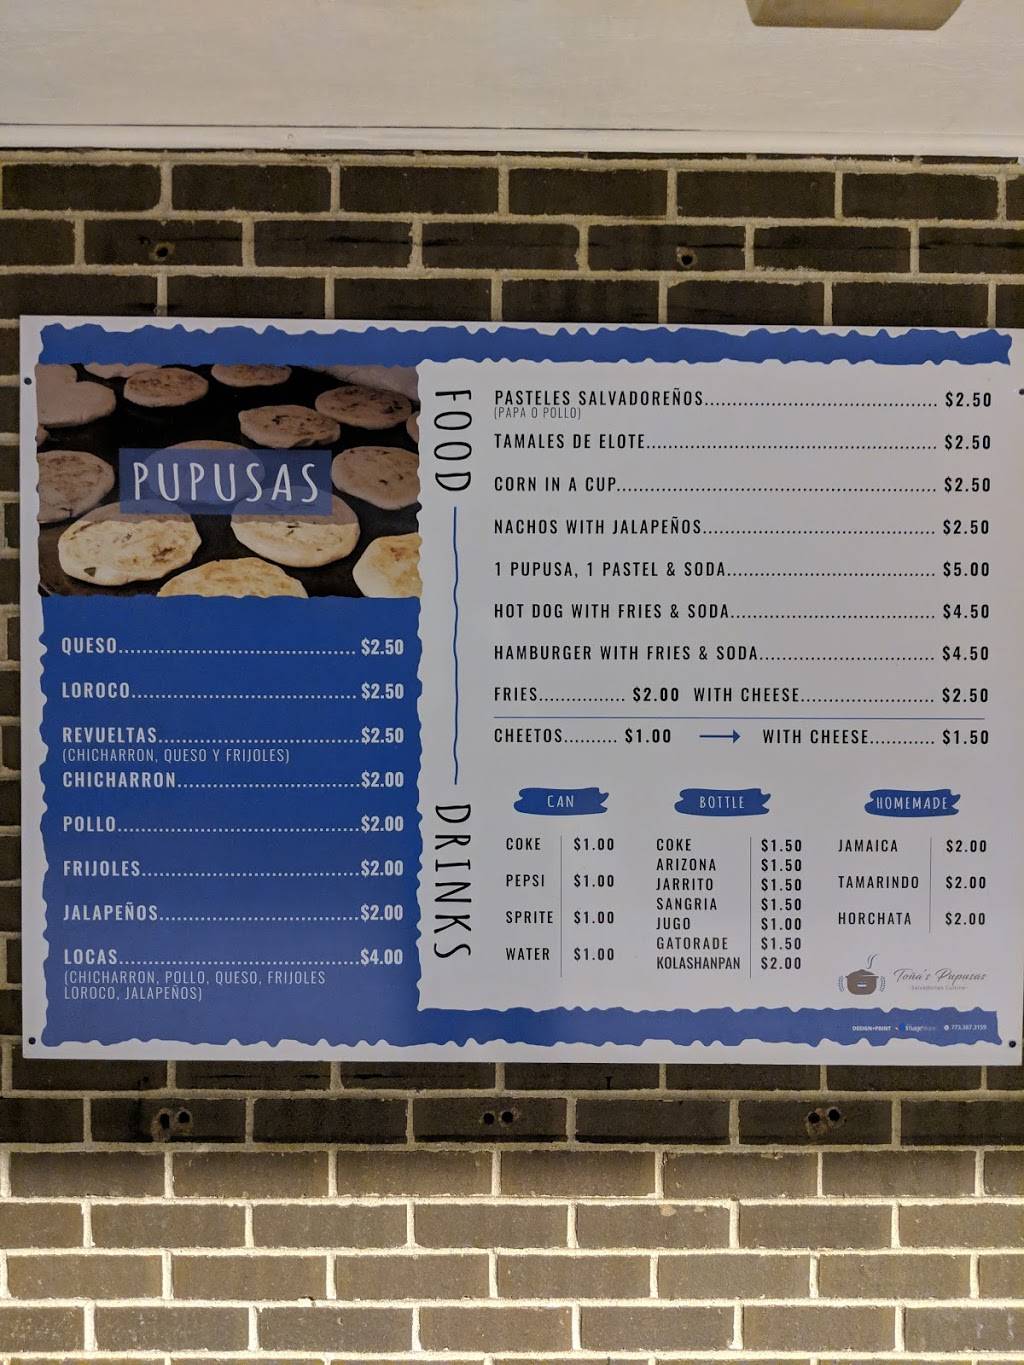 PUPUSAS
QUESO........ $2.50
LOROCO........ $2.50
REVUELTAS........ $2.50
(CHICHARRON, QUESO Y FRIJOLES)
CHICHARRON........ $2.00
POLLO........ $2.00
FRIJOLES........ $2.00
JALAPEÑOS........ $2.00
LOCAS........ $4.00
(CHICHARRON, POLLO, QUESO, FRIJOLES
LOROCO, JALAPEÑOS)
FOOD
PASTELES SALVADOREÑOS........ $2.50
(PAPA O POLLO)
TAMALES DE ELOTE........ $2.50
CORN IN A CUP........ $2.50
NACHOS WITH JALAPEÑOS........ $2.50
1 PUPUSA, 1 PASTEL & SODA........ $5.00
HOT DOG WITH FRIES & SODA........ $4.50
HAMBURGER WITH FRIES & SODA........ $4.50
FRIES........ $2.00 WITH CHEESE........ $2.50
CHEETOS........ $1.00 → WITH CHEESE........ $1.50
DRINKS
CAN
COKE $1.00
PEPSI $1.00
SPRITE $1.00
WATER $1.00
BOTTLE
COKE $1.50
ARIZONA $1.50
JARRITO $1.50
SANGRIA $1.50
JUGO $1.00
GATORADE $1.50
KOLASHANPAN $2.00
HOMEMADE
JAMAICA $2.00
TAMARINDO $2.00
HORCHATA $2.00
Toña's Pupusas
Salvadorian Cuisine
DESIGN+PRINT 773.367.3159